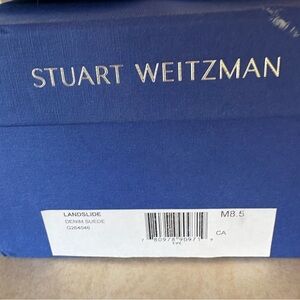 STUART WEITZMAN
LANDSLIDE
DENIM SUEDE
M8.5
CA